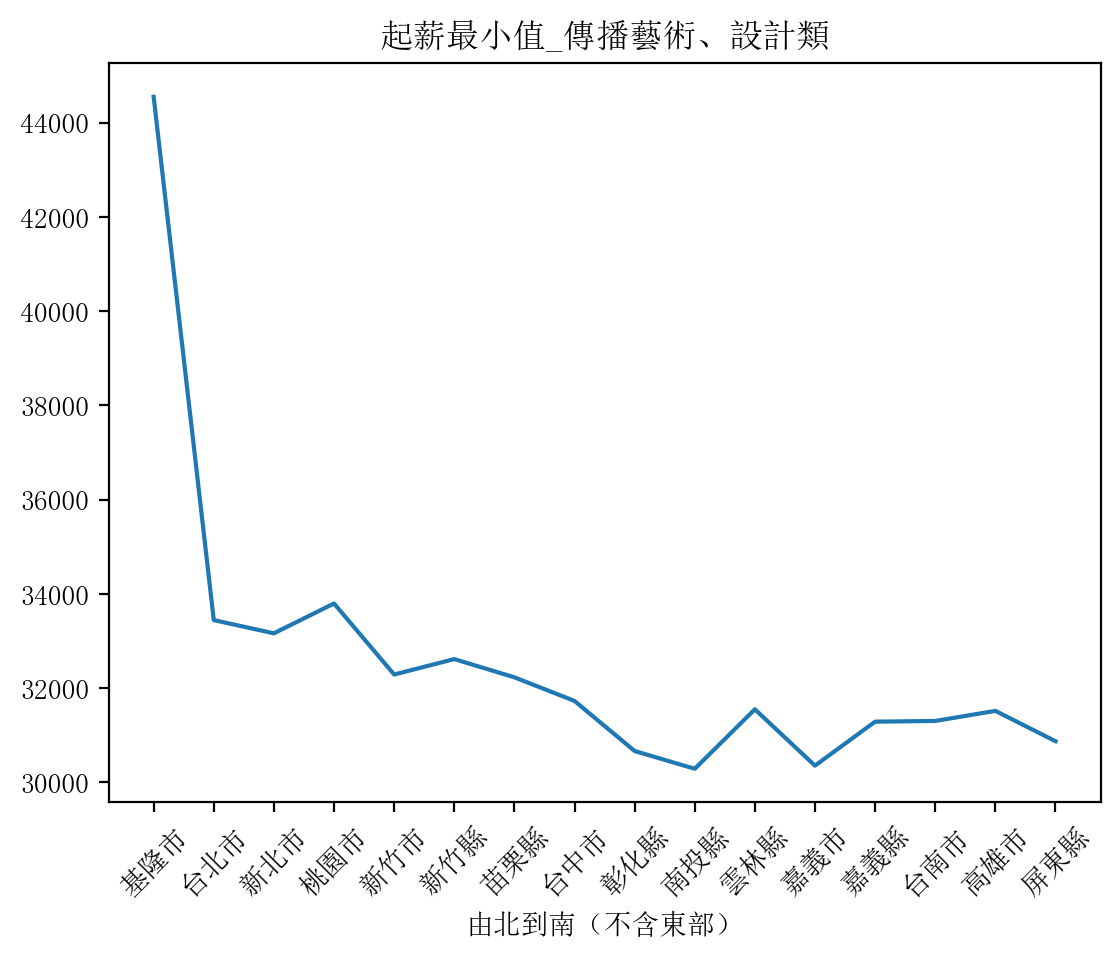 起薪最小值_傳播藝術、設計類
44000
42000
40000
38000
36000
34000
32000
30000
基隆市
台北市
新北市
桃園市
新竹市
新竹縣
苗栗縣
台中市
彰化縣
南投縣
雲林縣
嘉義市
嘉義縣
台南市
高雄市
屏東縣
由北到南（不含東部）